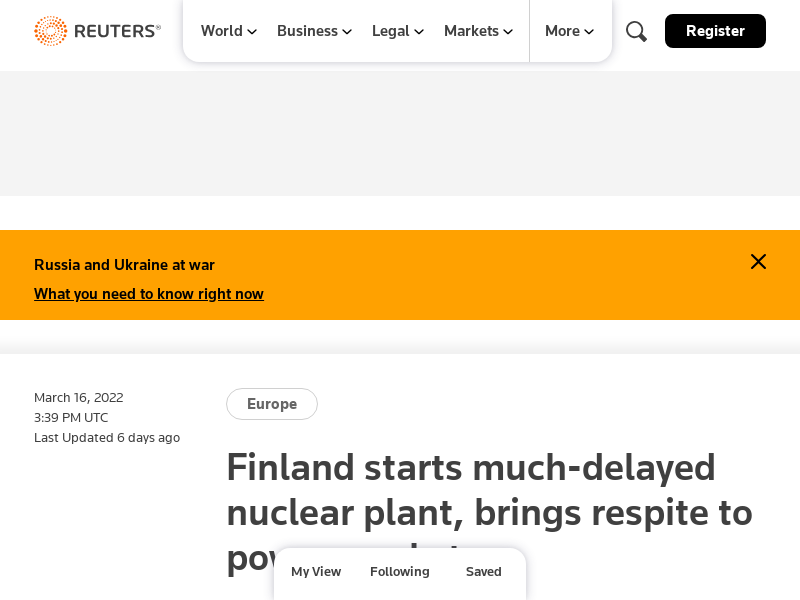 REUTERS®
World Business Legal Markets More Register
Russia and Ukraine at war
What you need to know right now
March 16, 2022
3:39 PM UTC
Last Updated 6 days ago
Europe
Finland starts much-delayed
nuclear plant, brings respite to
My View Following Saved